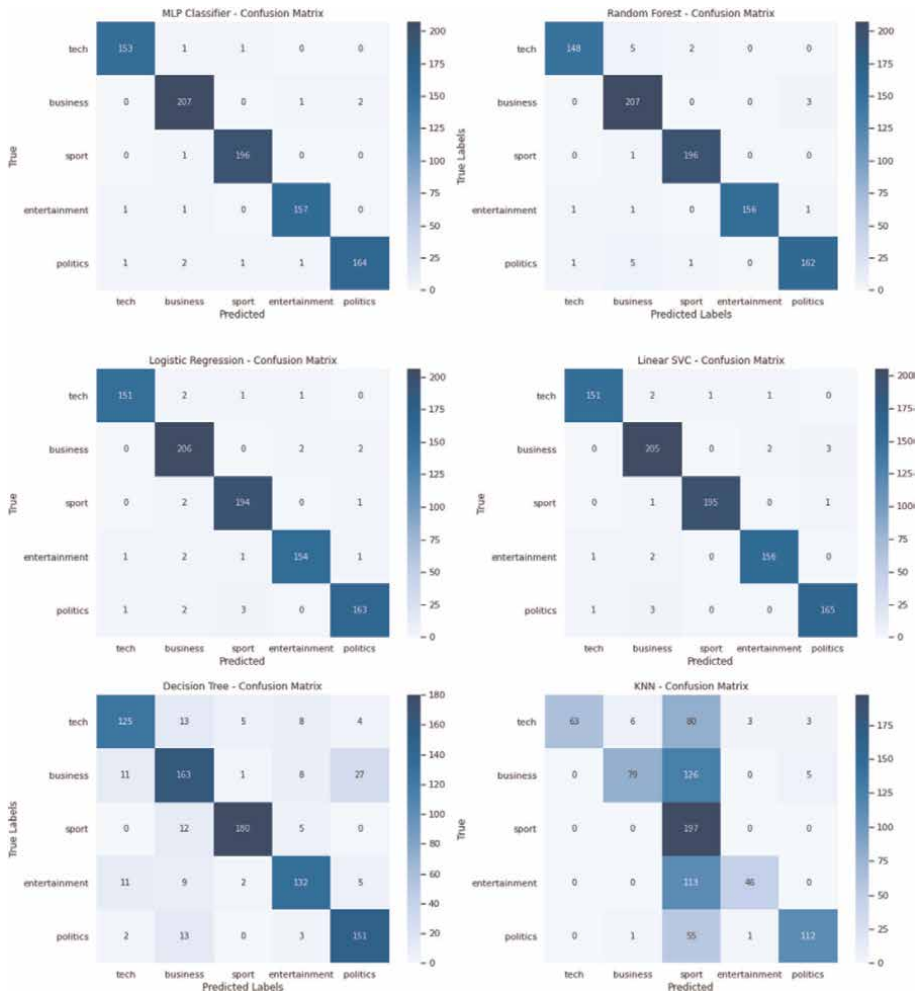 MLP Classifier - Confusion Matrix
tech 153 1 1 0 0
business 0 207 0 1 2
sport 0 1 196 0 0
entertainment 1 1 0 157 0
politics 1 2 1 1 164
tech business sport entertainment politics
Predicted
True
200
175
150
125
100
75
50
25
0
Random Forest - Confusion Matrix
tech 148 5 2 0 0
business 0 207 0 0 3
sport 0 1 196 0 0
entertainment 1 1 0 156 1
politics 1 5 1 0 162
tech business sport entertainment politics
Predicted Labels
True Labels
200
175
150
125
100
75
50
25
0
Logistic Regression - Confusion Matrix
tech 151 2 1 1 0
business 0 206 0 2 2
sport 0 2 194 0 1
entertainment 1 2 1 154 1
politics 1 2 3 0 163
tech business sport entertainment politics
Predicted
True
200
175
150
125
100
75
50
25
0
Linear SVC - Confusion Matrix
tech 151 2 1 1 0
business 0 205 0 2 3
sport 0 1 195 0 1
entertainment 1 2 0 156 0
politics 1 3 0 0 165
tech business sport entertainment politics
Predicted
True
200
175
150
125
100
75
50
25
0
Decision Tree - Confusion Matrix
tech 125 13 5 8 4
business 11 163 1 8 27
sport 0 12 180 5 0
entertainment 11 9 2 132 5
politics 2 13 0 3 151
tech business sport entertainment politics
Predicted Labels
True Labels
180
160
140
120
100
80
60
40
20
0
KNN - Confusion Matrix
tech 63 6 80 3 3
business 0 79 126 0 5
sport 0 0 197 0 0
entertainment 0 0 113 46 0
politics 0 1 55 1 112
tech business sport entertainment politics
Predicted
True
175
150
125
100
75
50
25
0